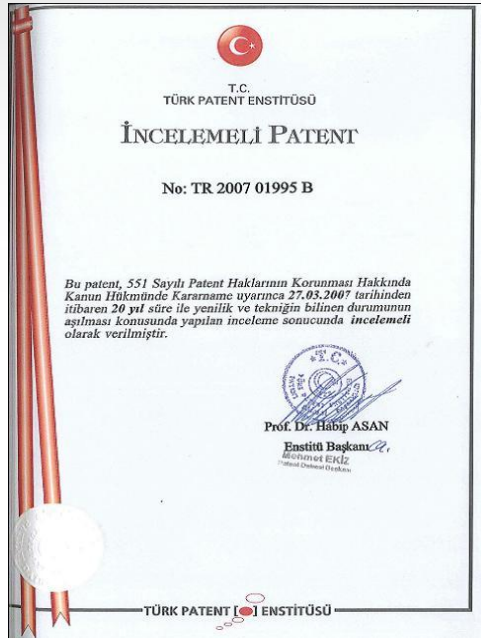 T.C.
TÜRK PATENT ENSTİTÜSÜ
İNCELEMELİ PATENT
No: TR 2007 01995 B
Bu patent, 551 Sayılı Patent Haklarının Korunması Hakkında
Kanun Hükmünde Kararname uyarınca 27.03.2007 tarihinden
itibaren 20 yıl süre ile yenilik ve tekniğin bilinen durumunun
aşılması konusunda yapılan inceleme sonucunda incelemeli
olarak verilmiştir.
T.C.
Prof. Dr. Habip ASAN
Enstitü Başkanı
Mehmet EKİZ
TÜRK PATENT ENSTİTÜSÜ